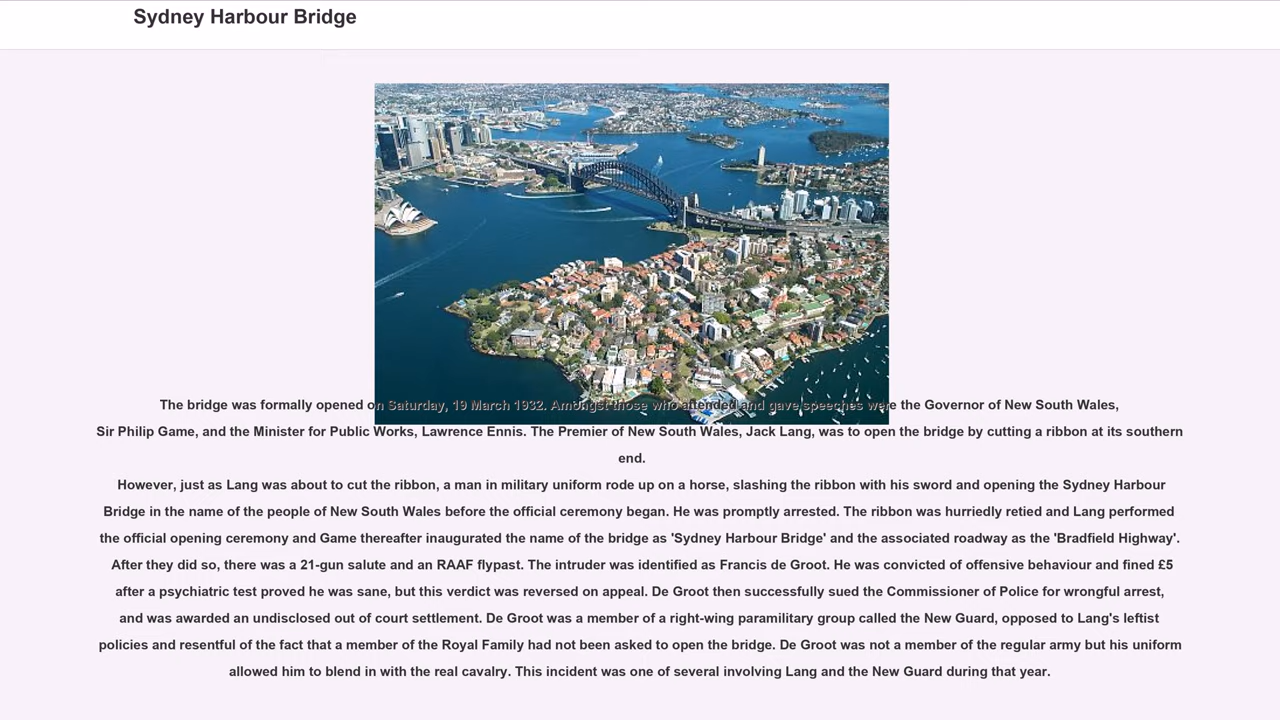 Sydney Harbour Bridge
The bridge was formally opened on Saturday, 19 March 1932. Amongst those who attended and gave speeches were the Governor of New South Wales,
Sir Philip Game, and the Minister for Public Works, Lawrence Ennis. The Premier of New South Wales, Jack Lang, was to open the bridge by cutting a ribbon at its southern
end.
However, just as Lang was about to cut the ribbon, a man in military uniform rode up on a horse, slashing the ribbon with his sword and opening the Sydney Harbour
Bridge in the name of the people of New South Wales before the official ceremony began. He was promptly arrested. The ribbon was hurriedly retied and Lang performed
the official opening ceremony and Game thereafter inaugurated the name of the bridge as 'Sydney Harbour Bridge' and the associated roadway as the 'Bradfield Highway'.
After they did so, there was a 21-gun salute and an RAAF flypast. The intruder was identified as Francis de Groot. He was convicted of offensive behaviour and fined £5
after a psychiatric test proved he was sane, but this verdict was reversed on appeal. De Groot then successfully sued the Commissioner of Police for wrongful arrest,
and was awarded an undisclosed out of court settlement. De Groot was a member of a right-wing paramilitary group called the New Guard, opposed to Lang's leftist
policies and resentful of the fact that a member of the Royal Family had not been asked to open the bridge. De Groot was not a member of the regular army but his uniform
allowed him to blend in with the real cavalry. This incident was one of several involving Lang and the New Guard during that year.